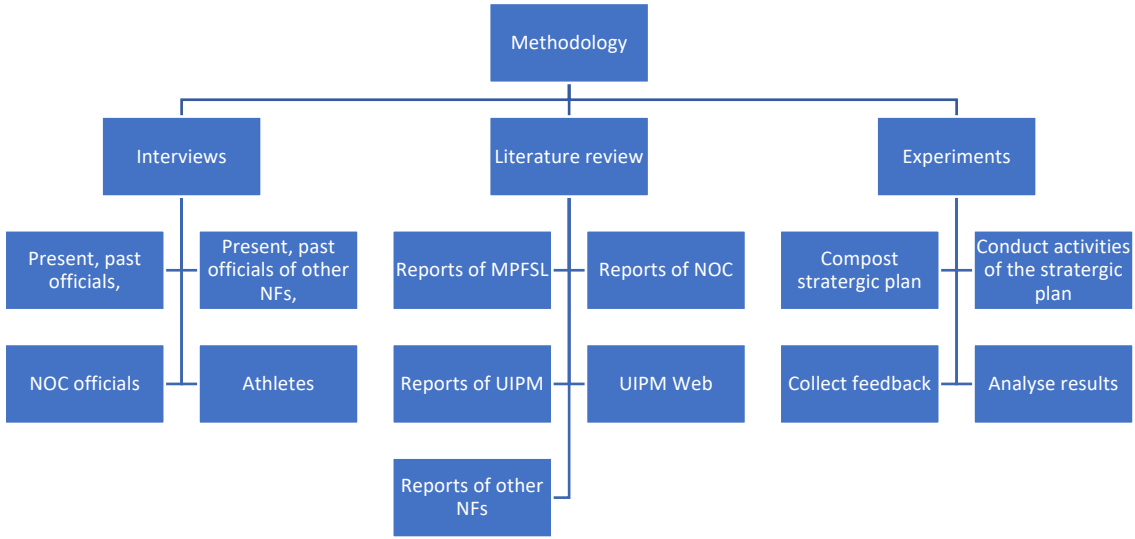 Methodology
Interviews
Literature review
Experiments
Present, past
officials,
Present, past
officials of other
NFs,
Reports of MPFSL
Reports of NOC
Compost
stratergic plan
Conduct activities
of the stratergic
plan
NOC officials
Athletes
Reports of UIPM
UIPM Web
Collect feedback
Analyse results
Reports of other
NFs